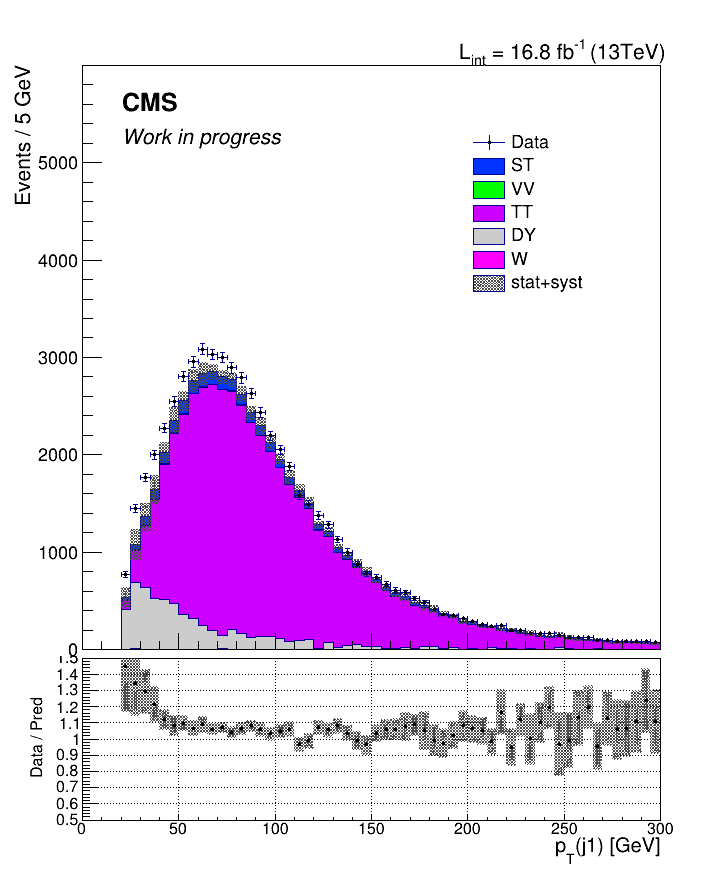 L_int = 16.8 fb^-1 (13TeV)
Events / 5 GeV
CMS
Work in progress
Data
ST
VV
TT
DY
W
stat+syst
5000
4000
3000
2000
1000
0
Data / Pred
1.5
1.4
1.3
1.2
1.1
1
0.9
0.8
0.7
0.6
0.5
0 50 100 150 200 250 300
p_T(j1) [GeV]